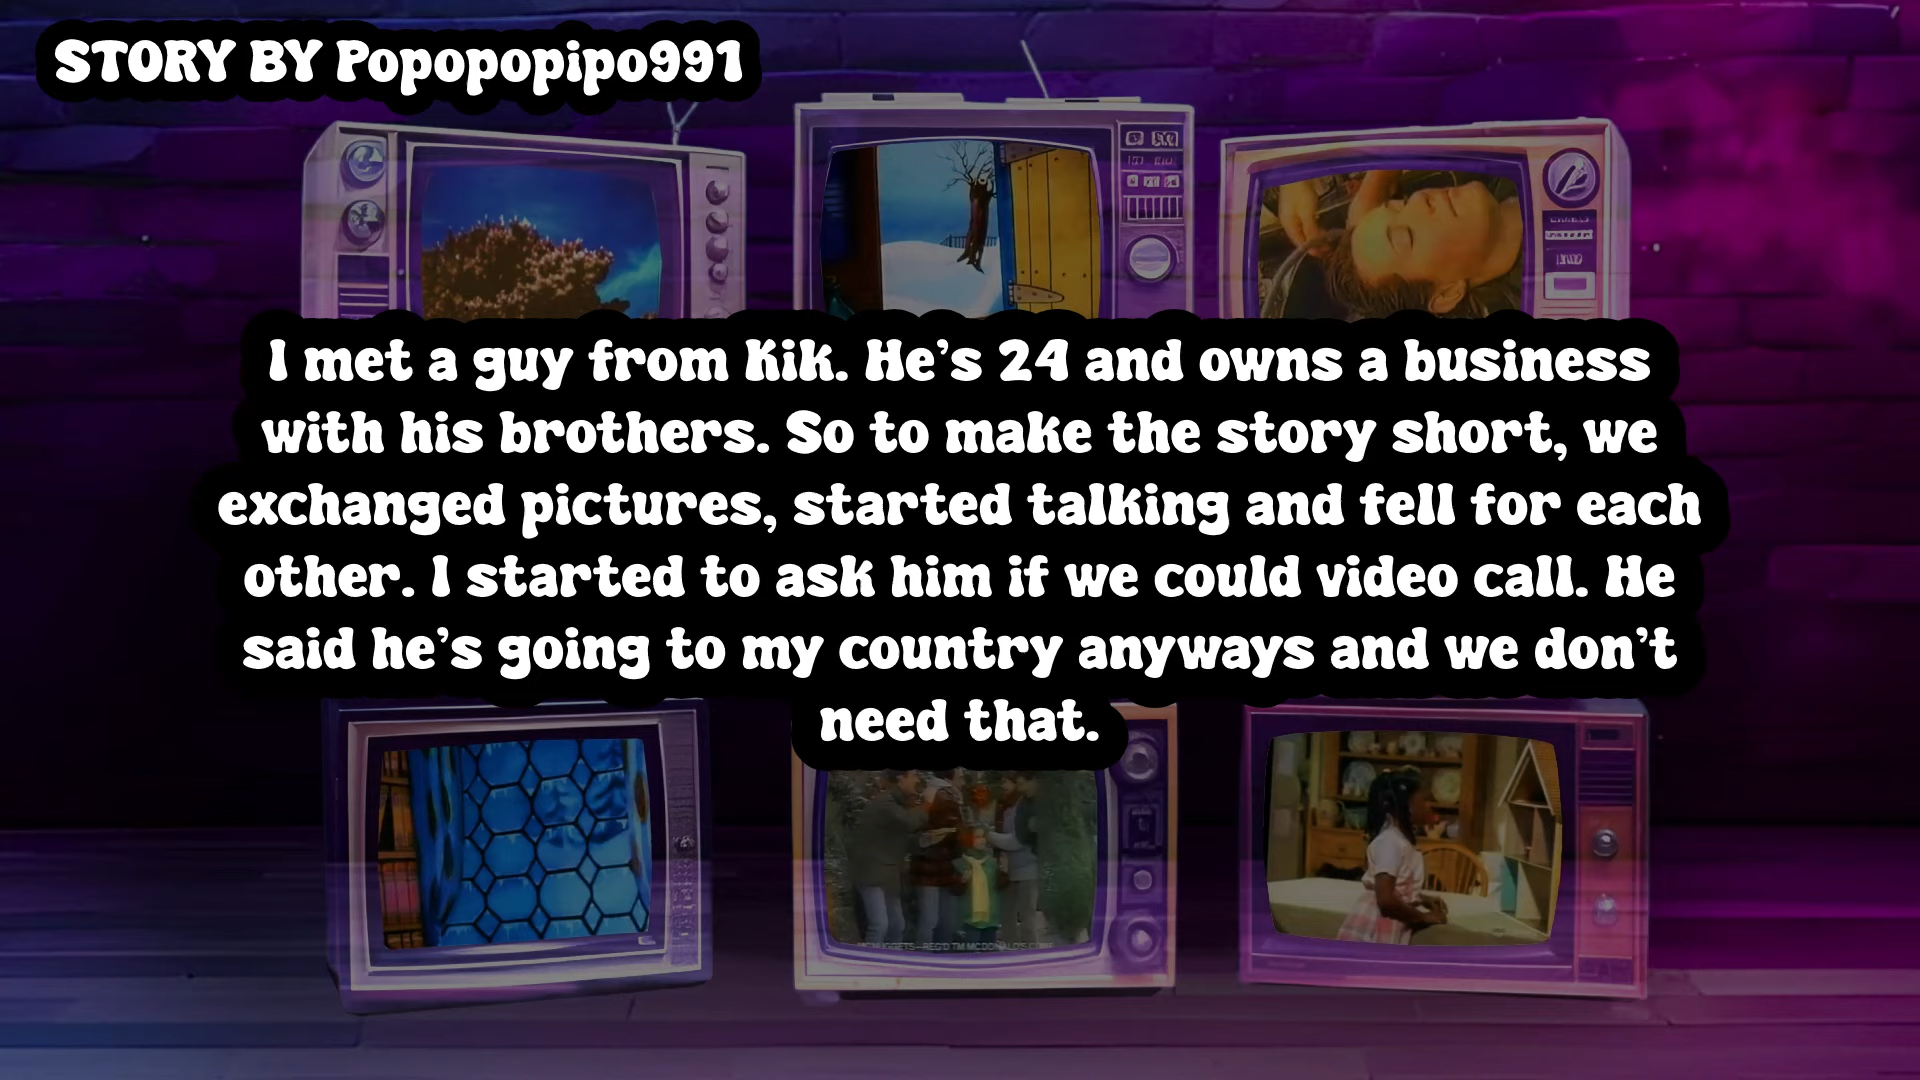 STORY BY Popopopipo991
I met a guy from Kik. He's 24 and owns a business
with his brothers. So to make the story short, we
exchanged pictures, started talking and fell for each
other. I started to ask him if we could video call. He
said he's going to my country anyways and we don't
need that.